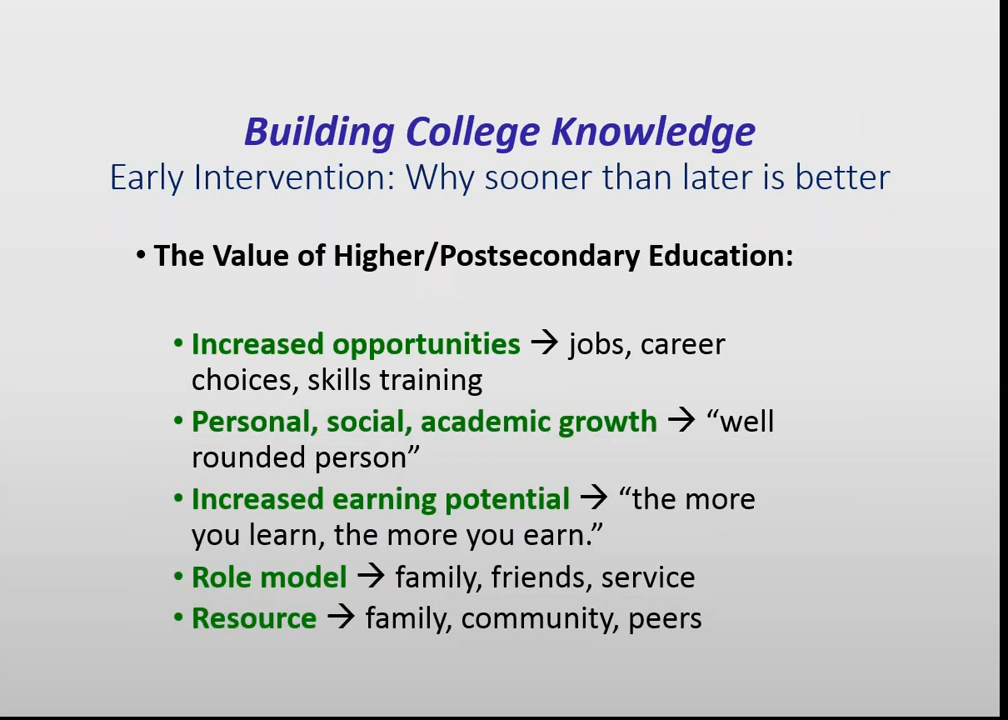 Building College Knowledge
Early Intervention: Why sooner than later is better
• The Value of Higher/Postsecondary Education:
• Increased opportunities → jobs, career
choices, skills training
• Personal, social, academic growth → “well
rounded person”
• Increased earning potential → “the more
you learn, the more you earn.”
• Role model → family, friends, service
• Resource → family, community, peers